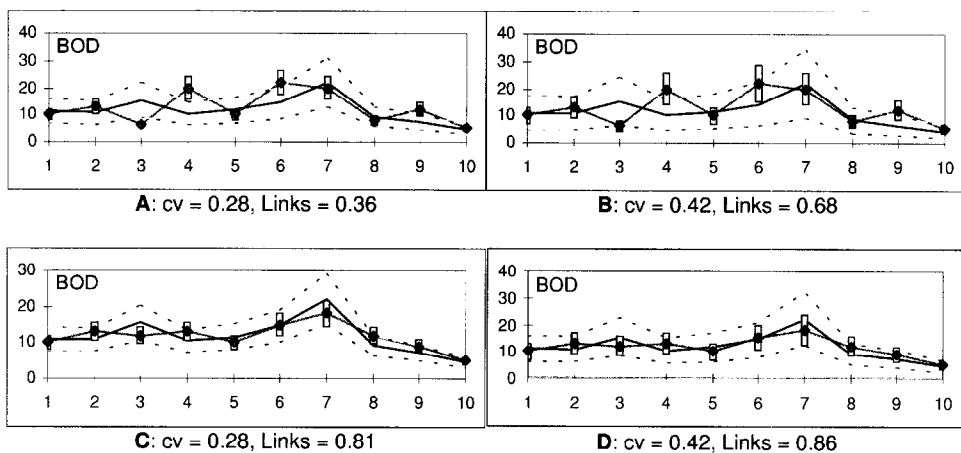 BOD
40
30
20
10
0
1 2 3 4 5 6 7 8 9 10
A: cv = 0.28, Links = 0.36
BOD
40
30
20
10
0
1 2 3 4 5 6 7 8 9 10
B: cv = 0.42, Links = 0.68
BOD
30
20
10
0
1 2 3 4 5 6 7 8 9 10
C: cv = 0.28, Links = 0.81
BOD
40
30
20
10
0
1 2 3 4 5 6 7 8 9 10
D: cv = 0.42, Links = 0.86